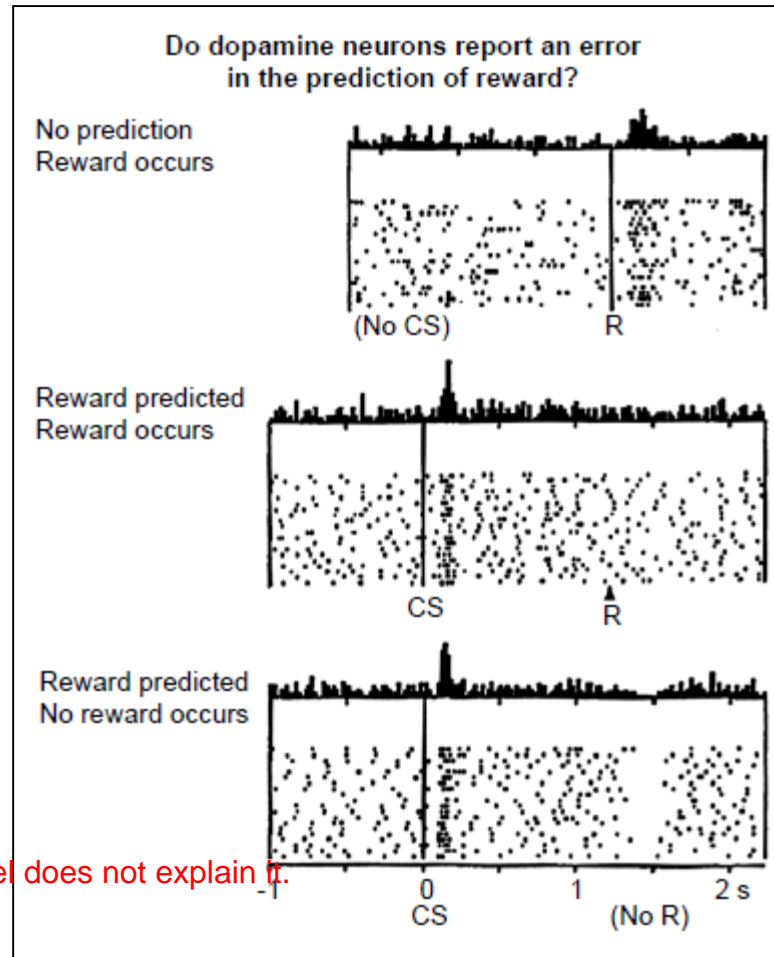 Do dopamine neurons report an error
in the prediction of reward?
No prediction
Reward occurs
(No CS)
R
Reward predicted
Reward occurs
CS
R
Reward predicted
No reward occurs
does not explain it.
-1
0
1
2 s
CS
(No R)